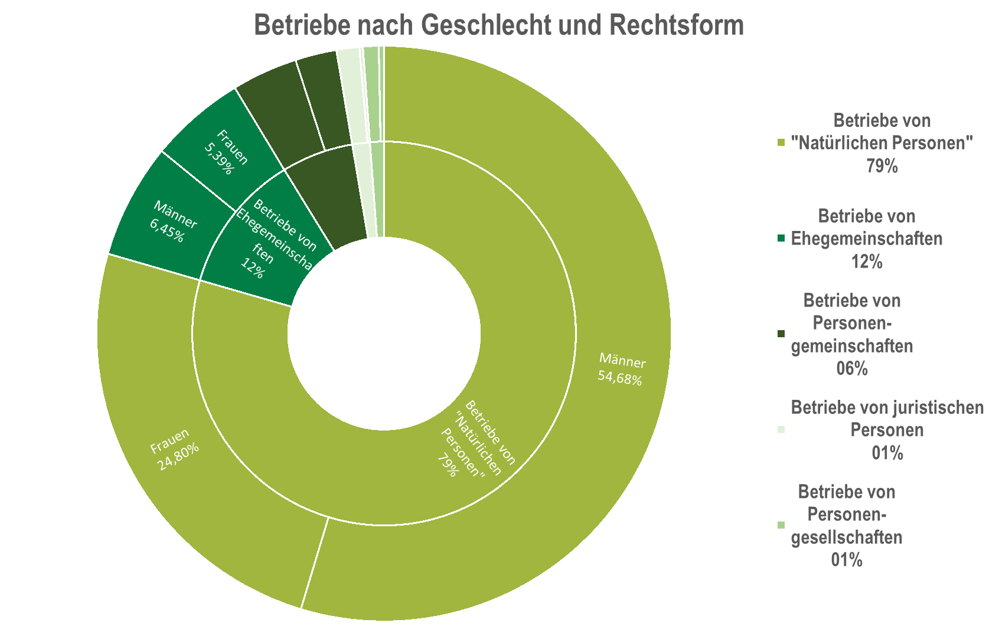 Betriebe nach Geschlecht und Rechtsform
Frauen
5,39%
Männer
6,45%
Betriebe von
Ehegemeinscha
ften
12%
Männer
54,68%
Betriebe von
"Natürlichen
Personen"
79%
Frauen
24,80%
Betriebe von
"Natürlichen Personen"
79%
Betriebe von
Ehegemeinschaften
12%
Betriebe von
Personen-
gemeinschaften
06%
Betriebe von juristischen
Personen
01%
Betriebe von
Personen-
gesellschaften
01%